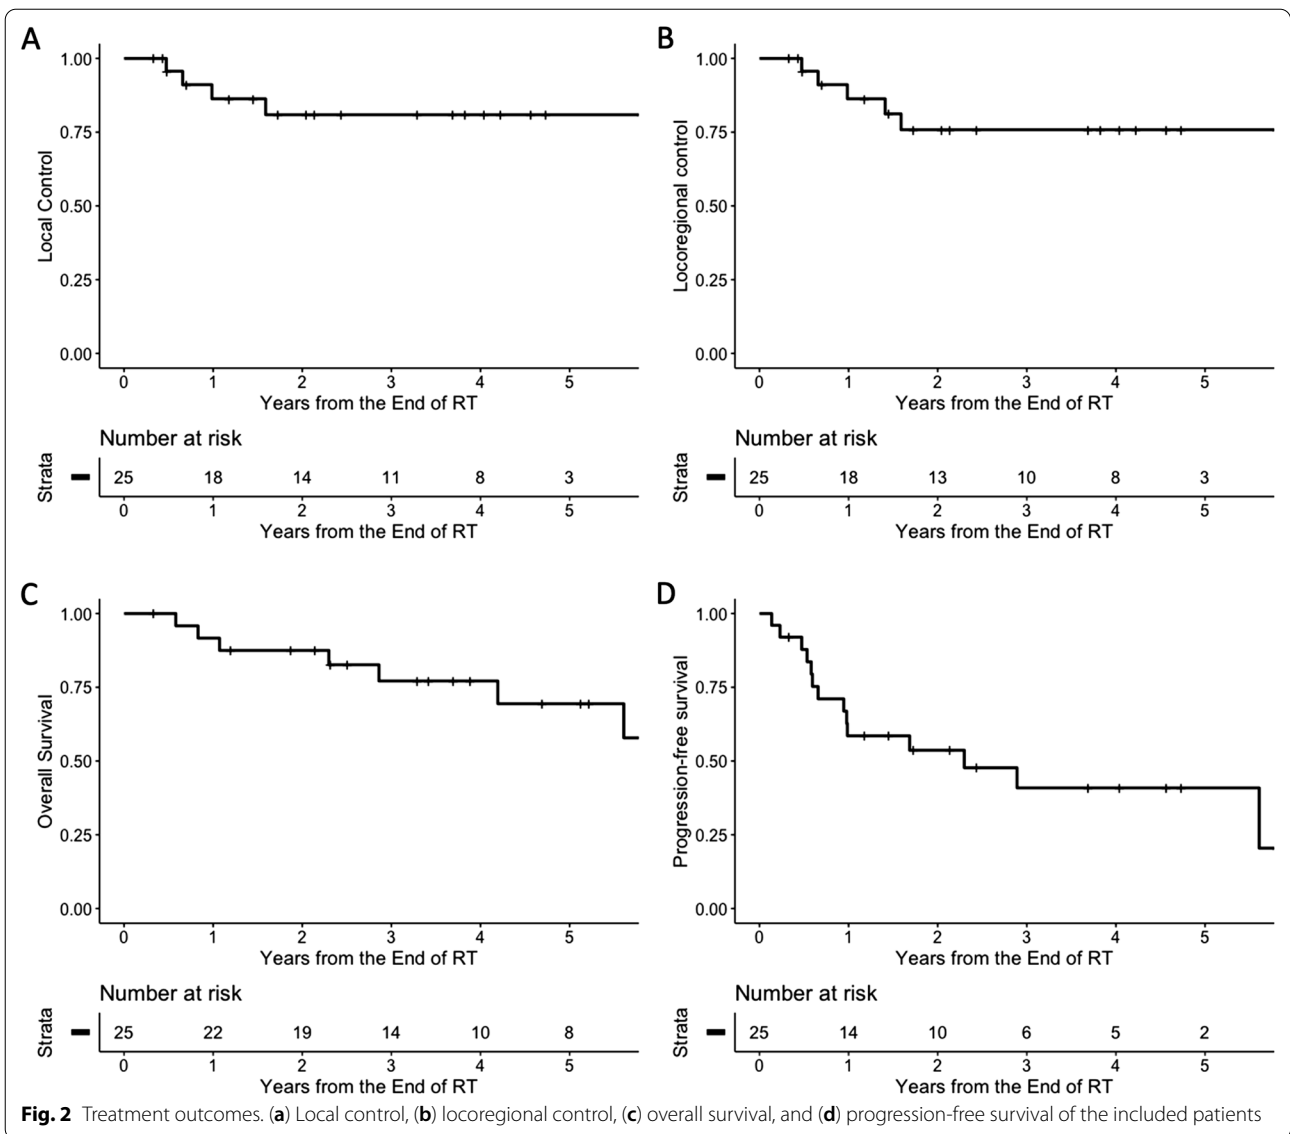 A
1.00
0.75
0.50
0.25
0.00
Local Control
0 1 2 3 4 5
Years from the End of RT
Number at risk
Strata
25 18 14 11 8 3
0 1 2 3 4 5
Years from the End of RT
B
1.00
0.75
0.50
0.25
0.00
Locoregional control
0 1 2 3 4 5
Years from the End of RT
Number at risk
Strata
25 18 13 10 8 3
0 1 2 3 4 5
Years from the End of RT
C
1.00
0.75
0.50
0.25
0.00
Overall Survival
0 1 2 3 4 5
Years from the End of RT
Number at risk
Strata
25 22 19 14 10 8
0 1 2 3 4 5
Years from the End of RT
D
1.00
0.75
0.50
0.25
0.00
Progression-free survival
0 1 2 3 4 5
Years from the End of RT
Number at risk
Strata
25 14 10 6 5 2
0 1 2 3 4 5
Years from the End of RT
Fig. 2 Treatment outcomes. (a) Local control, (b) locoregional control, (c) overall survival, and (d) progression-free survival of the included patients